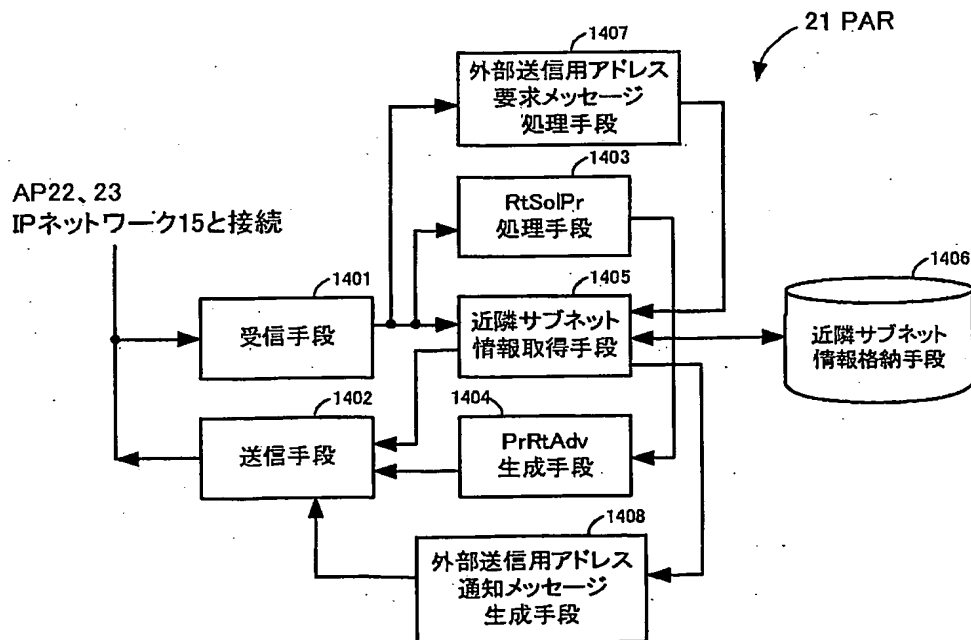 21 PAR
1407
外部送信用アドレス
要求メッセージ
処理手段
1403
RtSolPr
処理手段
AP22、23
IPネットワーク15と接続
1401
受信手段
1405
近隣サブネット
情報取得手段
1406
近隣サブネット
情報格納手段
1402
送信手段
1404
PrRtAdv
生成手段
1408
外部送信用アドレス
通知メッセージ
生成手段